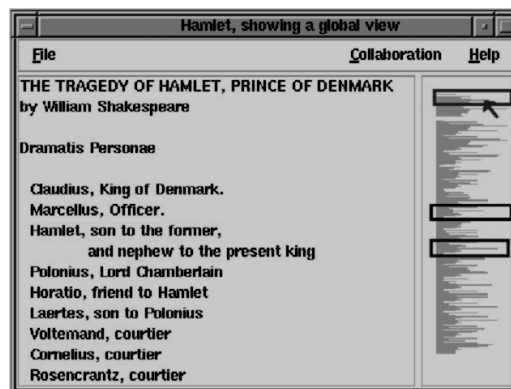 Hamlet, showing a global view
File Collaboration Help
THE TRAGEDY OF HAMLET, PRINCE OF DENMARK
by William Shakespeare
Dramatis Personae
Claudius, King of Denmark.
Marcellus, Officer.
Hamlet, son to the former,
and nephew to the present king
Polonius, Lord Chamberlain
Horatio, friend to Hamlet
Laertes, son to Polonius
Voltemand, courtier
Cornelius, courtier
Rosencrantz, courtier